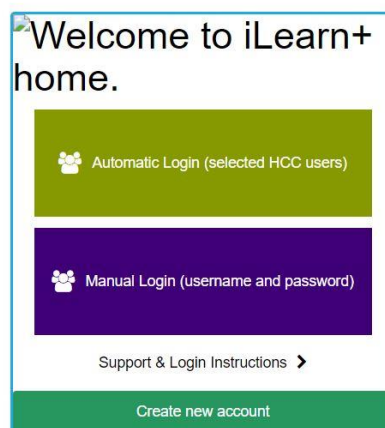 Welcome to iLearn+
home.
Automatic Login (selected HCC users)
Manual Login (username and password)
Support & Login Instructions
Create new account